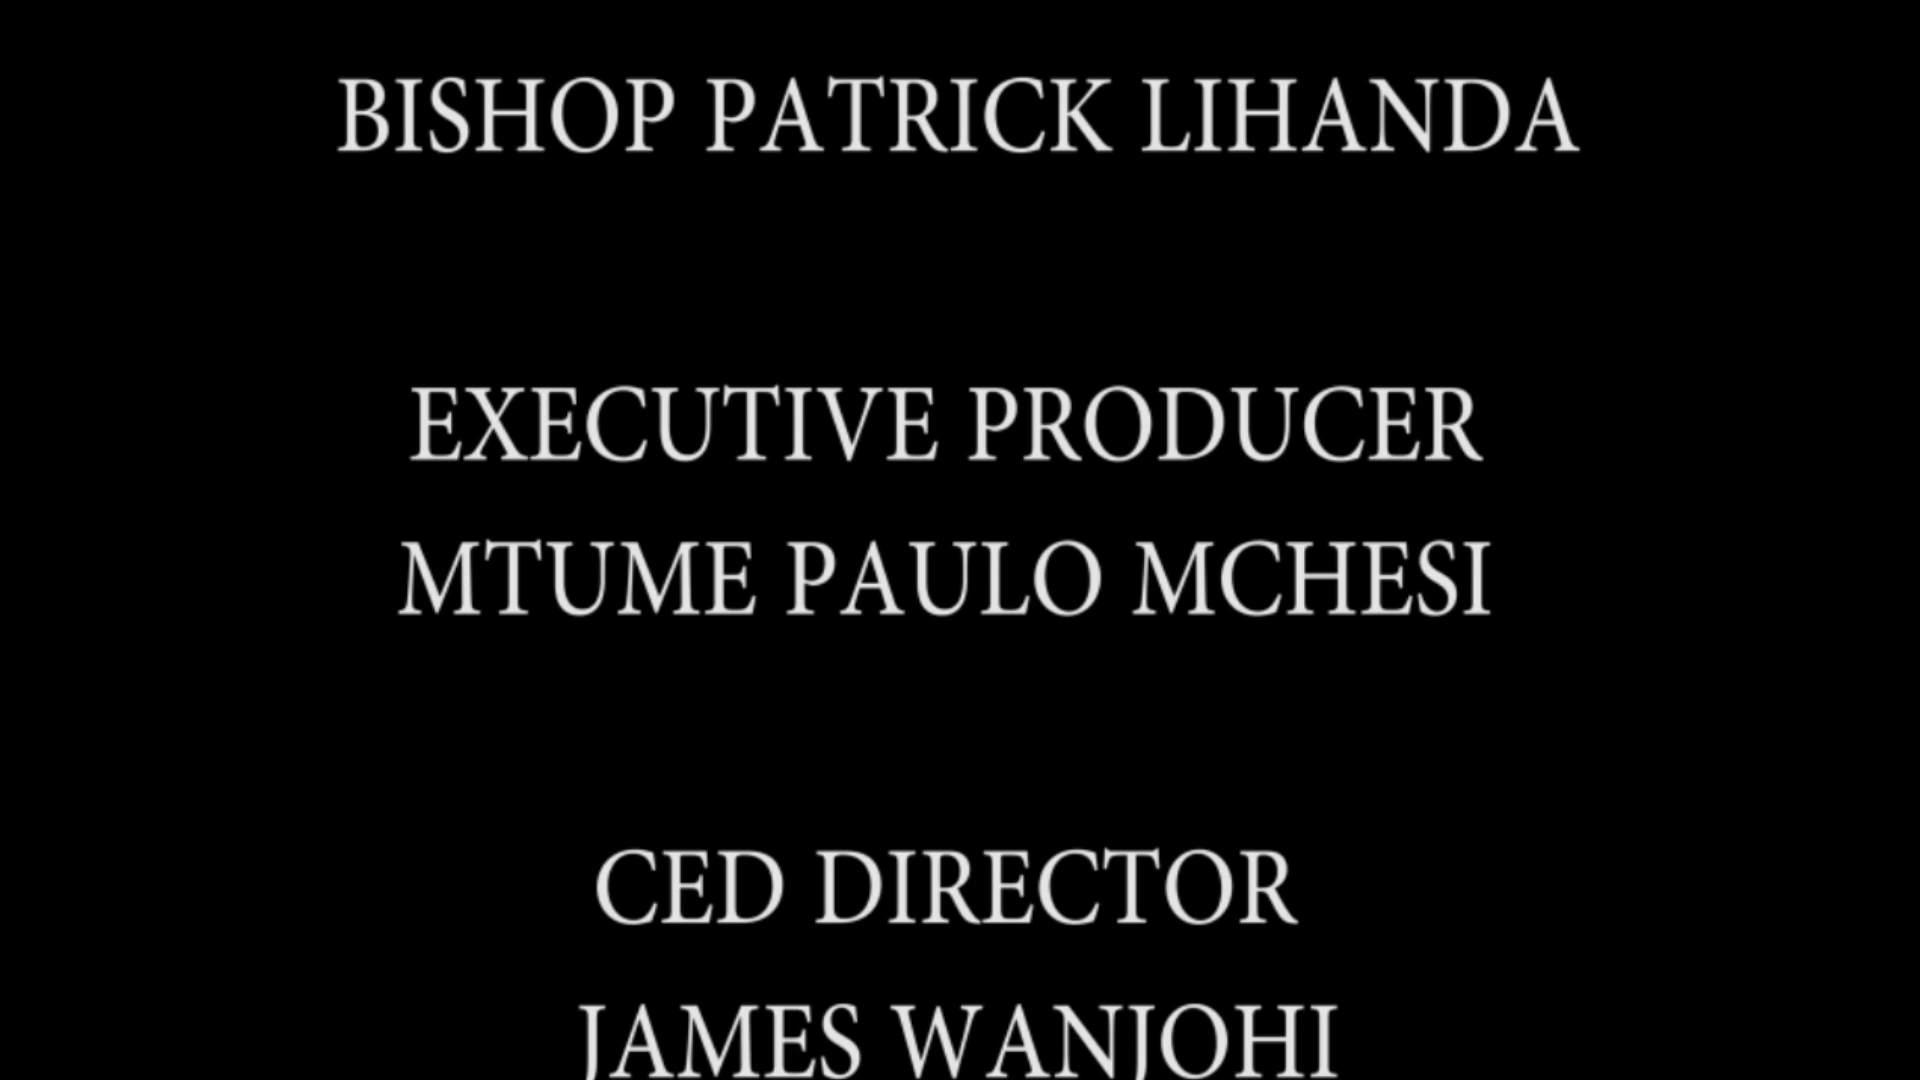 BISHOP PATRICK LIHANDA
EXECUTIVE PRODUCER
MTUME PAULO MCHESI
CED DIRECTOR
JAMES WANJOHI